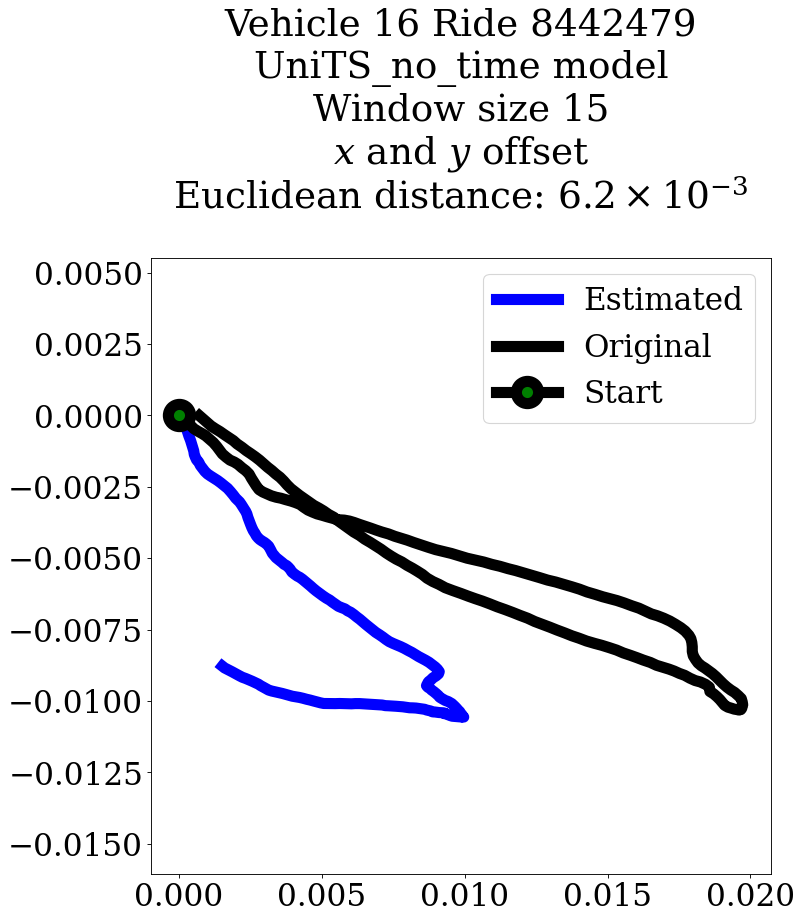 Vehicle 16 Ride 8442479
UniTS_no_time model
Window size 15
x and y offset
Euclidean distance: 6.2 × 10⁻³
Estimated
Original
Start
0.0050
0.0025
0.0000
−0.0025
−0.0050
−0.0075
−0.0100
−0.0125
−0.0150
0.000 0.005 0.010 0.015 0.020